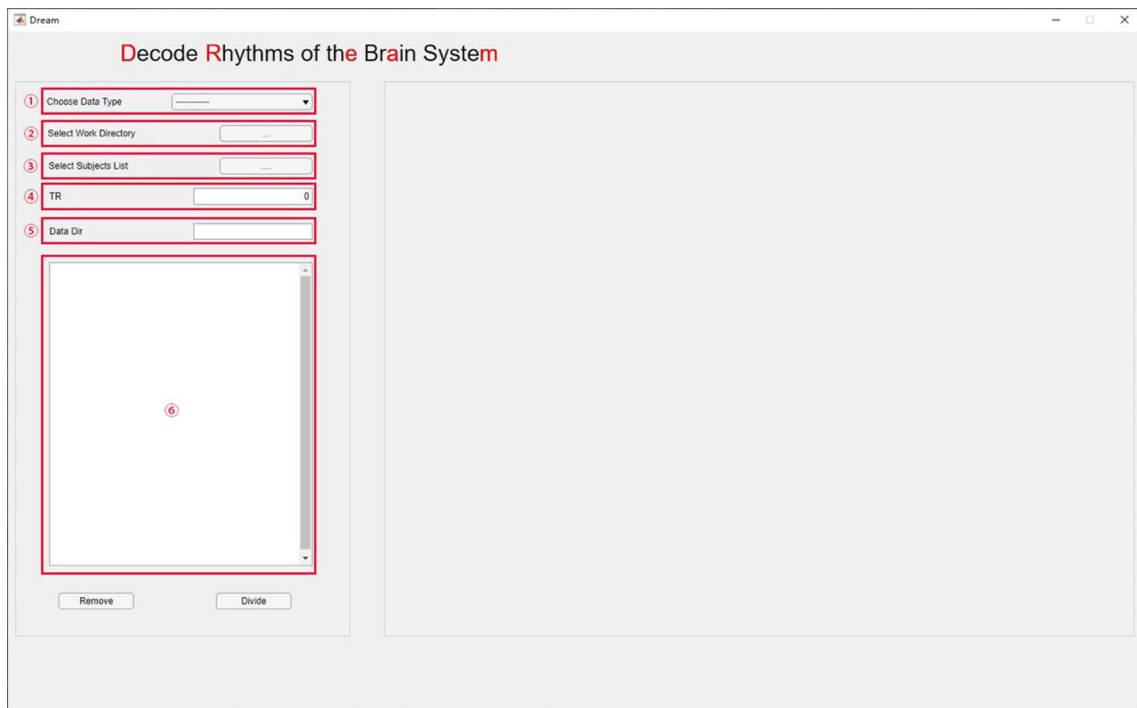 Dream
Decode Rhythms of the Brain System
① Choose Data Type -----------
② Select Work Directory ...
③ Select Subjects List ....
④ TR 0
⑤ Data Dir
⑥
Remove Divide